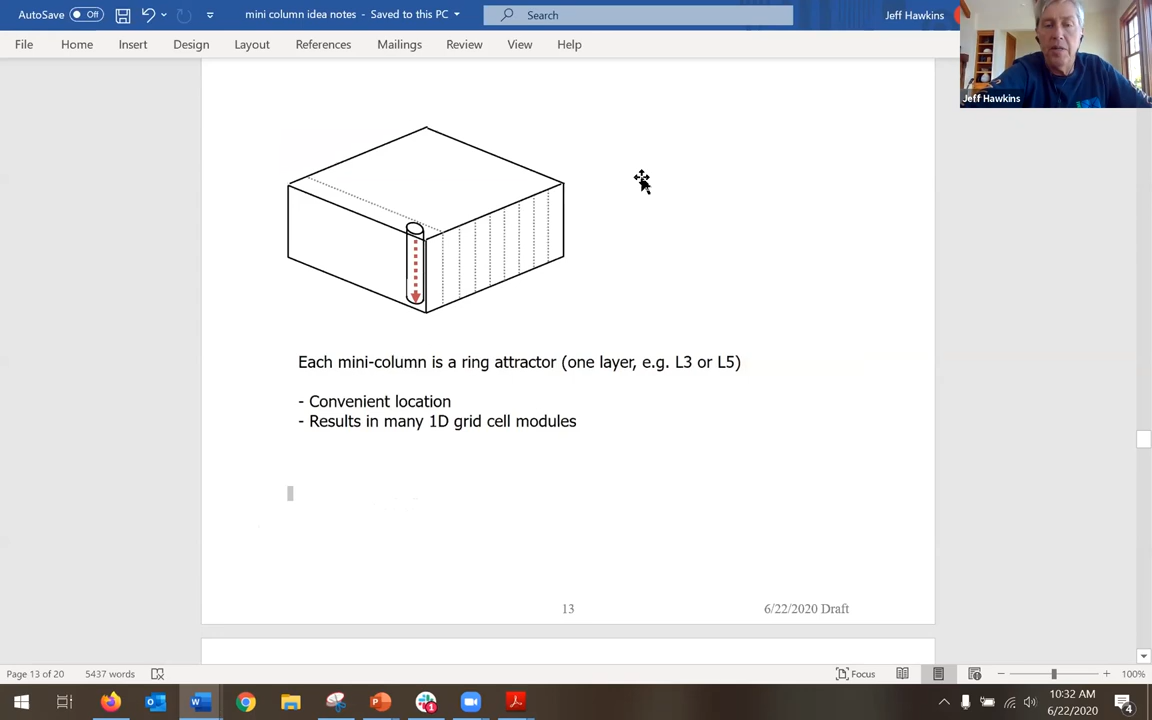 AutoSave Off mini column idea notes - Saved to this PC Search Jeff Hawkins
File Home Insert Design Layout References Mailings Review View Help
Jeff Hawkins
Each mini-column is a ring attractor (one layer, e.g. L3 or L5)
- Convenient location
- Results in many 1D grid cell modules
13 6/22/2020 Draft
Page 13 of 20 5437 words Focus 100%
10:32 AM
6/22/2020
4